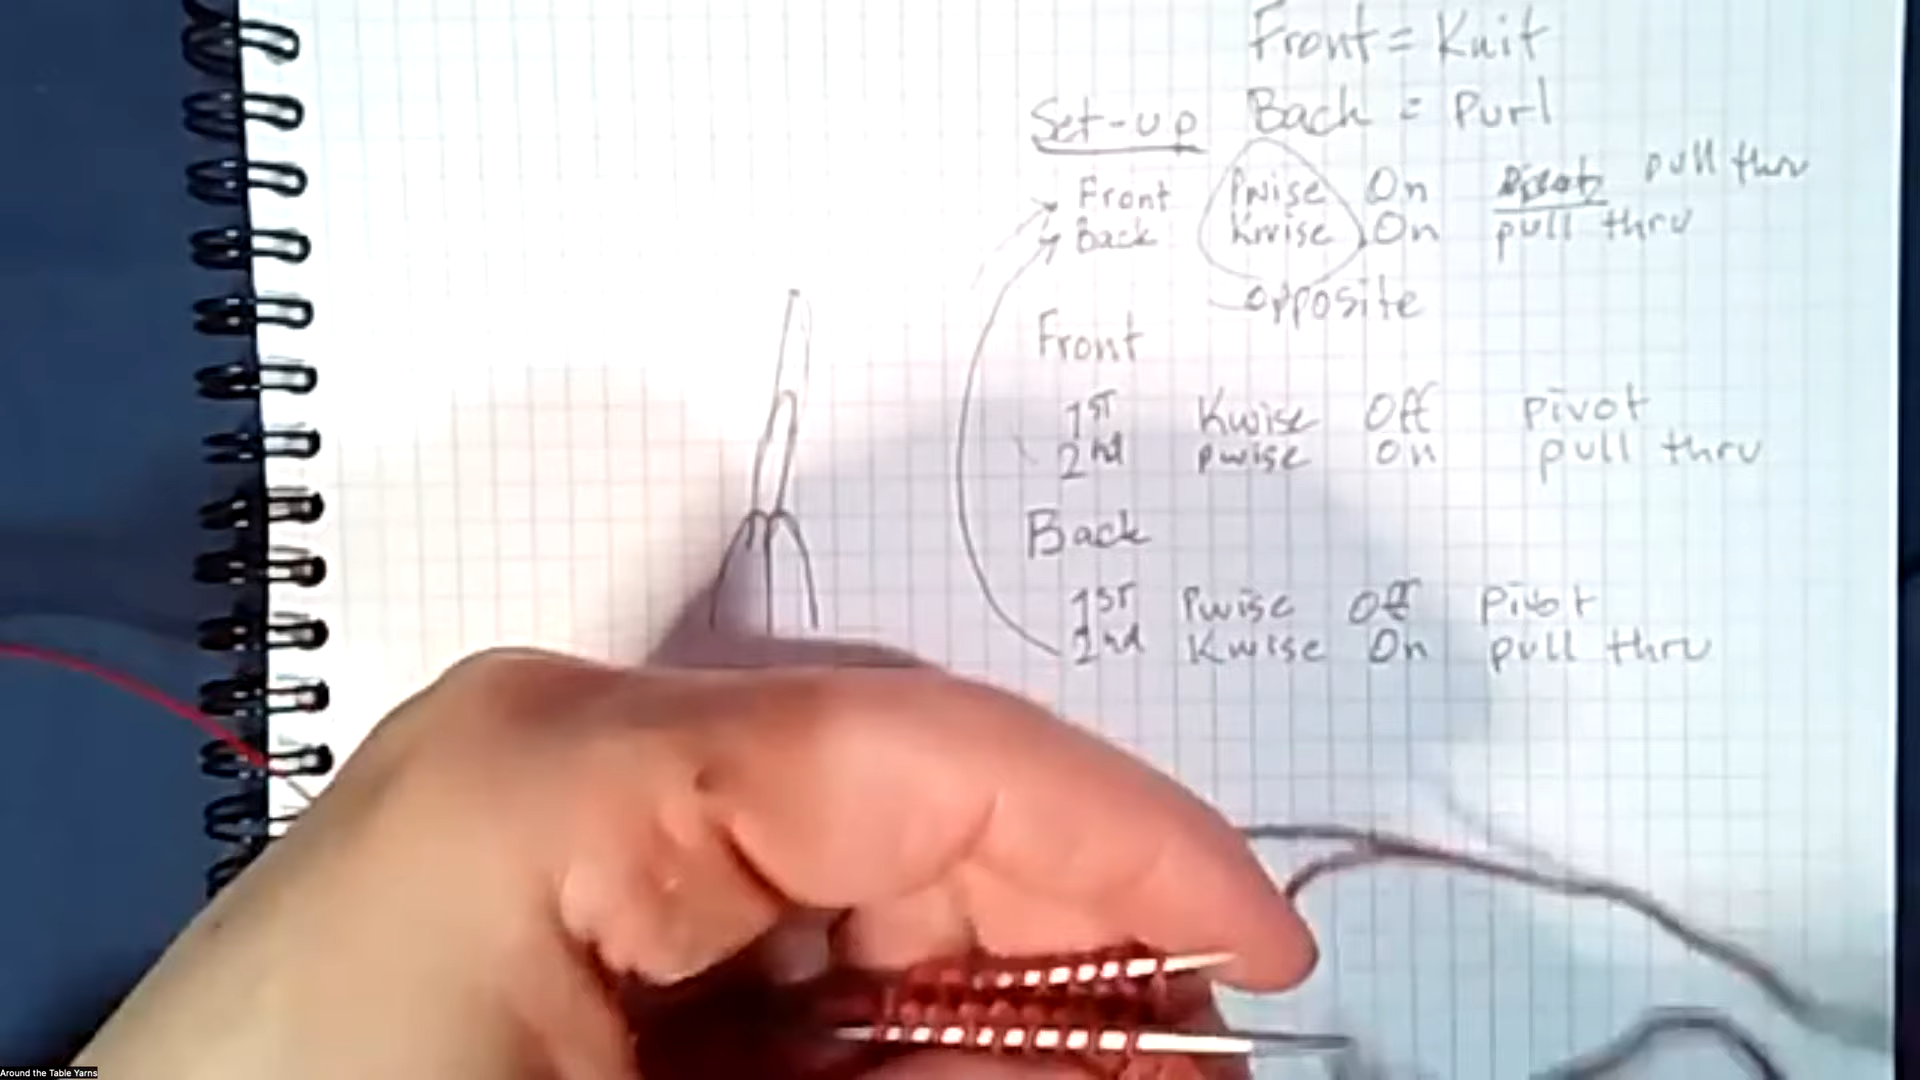 Front = Knit
Set-up Back = Purl
Front Pwise On pull thru
Back Kwise On pull thru
opposite
Front
1ST Kwise Off pivot
2nd pwise on pull thru
Back
1ST Pwise Off Pivot
2nd Kwise On pull thru
Around the Table Yarns